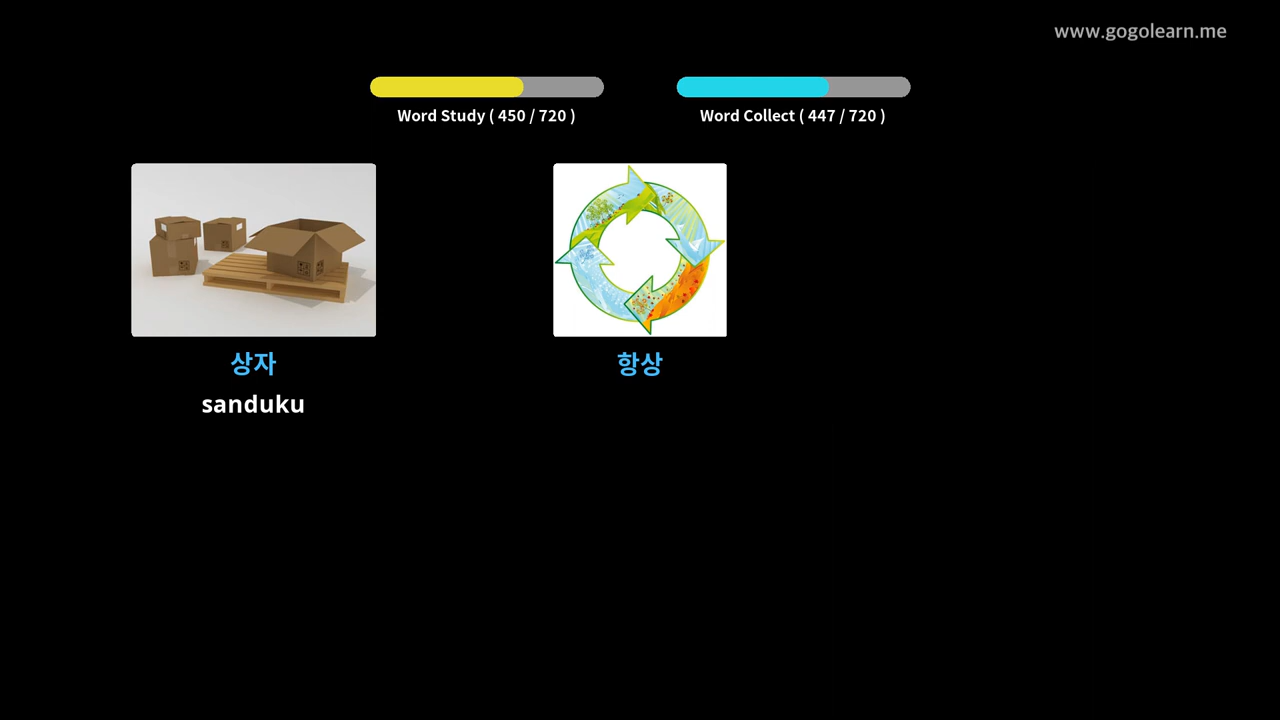 www.gogolearn.me
Word Study ( 450 / 720 )
Word Collect ( 447 / 720 )
상자
항상
sanduku